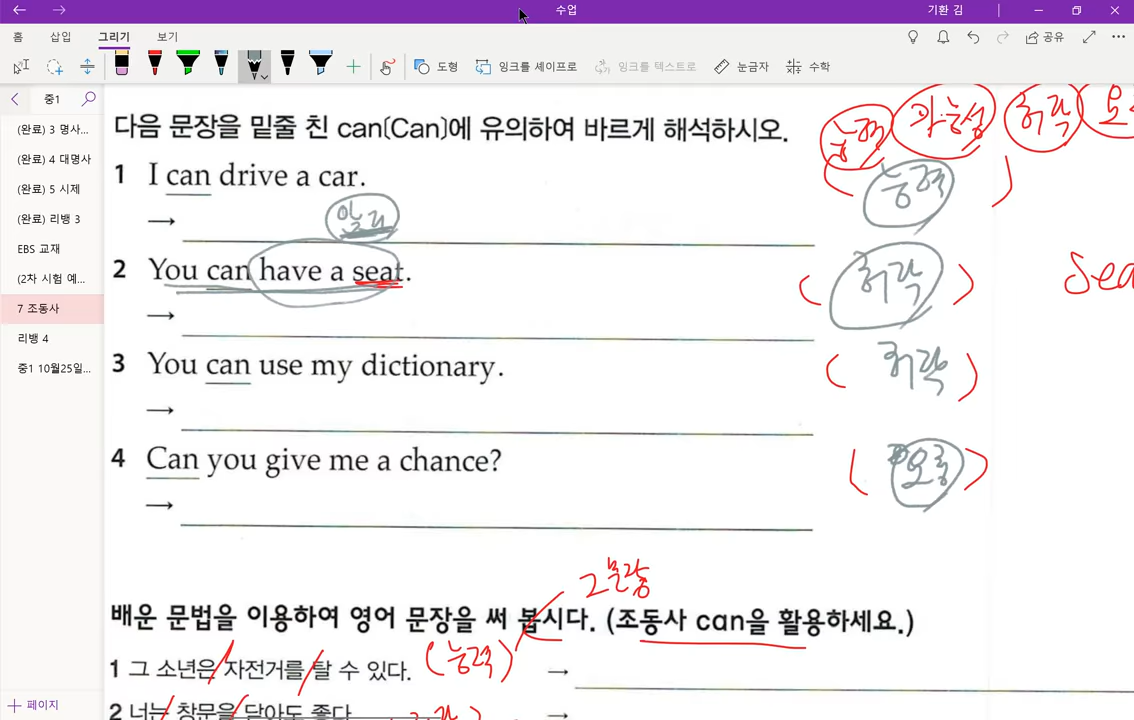 수업
기환 김
홈 삽입 그리기 보기
도형 잉크를 셰이프로 잉크를 텍스트로 눈금자 수학 공유
중1
(완료) 3 명사...
(완료) 4 대명사
(완료) 5 시제
(완료) 리뱅 3
EBS 교재
(2차 시험 예...
7 조동사
리뱅 4
중1 10월25일...
페이지
능력 허락
다음 문장을 밑줄 친 can(Can)에 유의하여 바르게 해석하시오.
1 I can drive a car. (능력)
→
2 You can have a seat. (허락)
→
3 You can use my dictionary. (허락)
→
4 Can you give me a chance?
→
배운 문법을 이용하여 영어 문장을 써 봅시다. (조동사 can을 활용하세요.)
1 그 소년은 자전거를 탈 수 있다. (능력) →
2 너는 창문을 닫아도 좋다 →